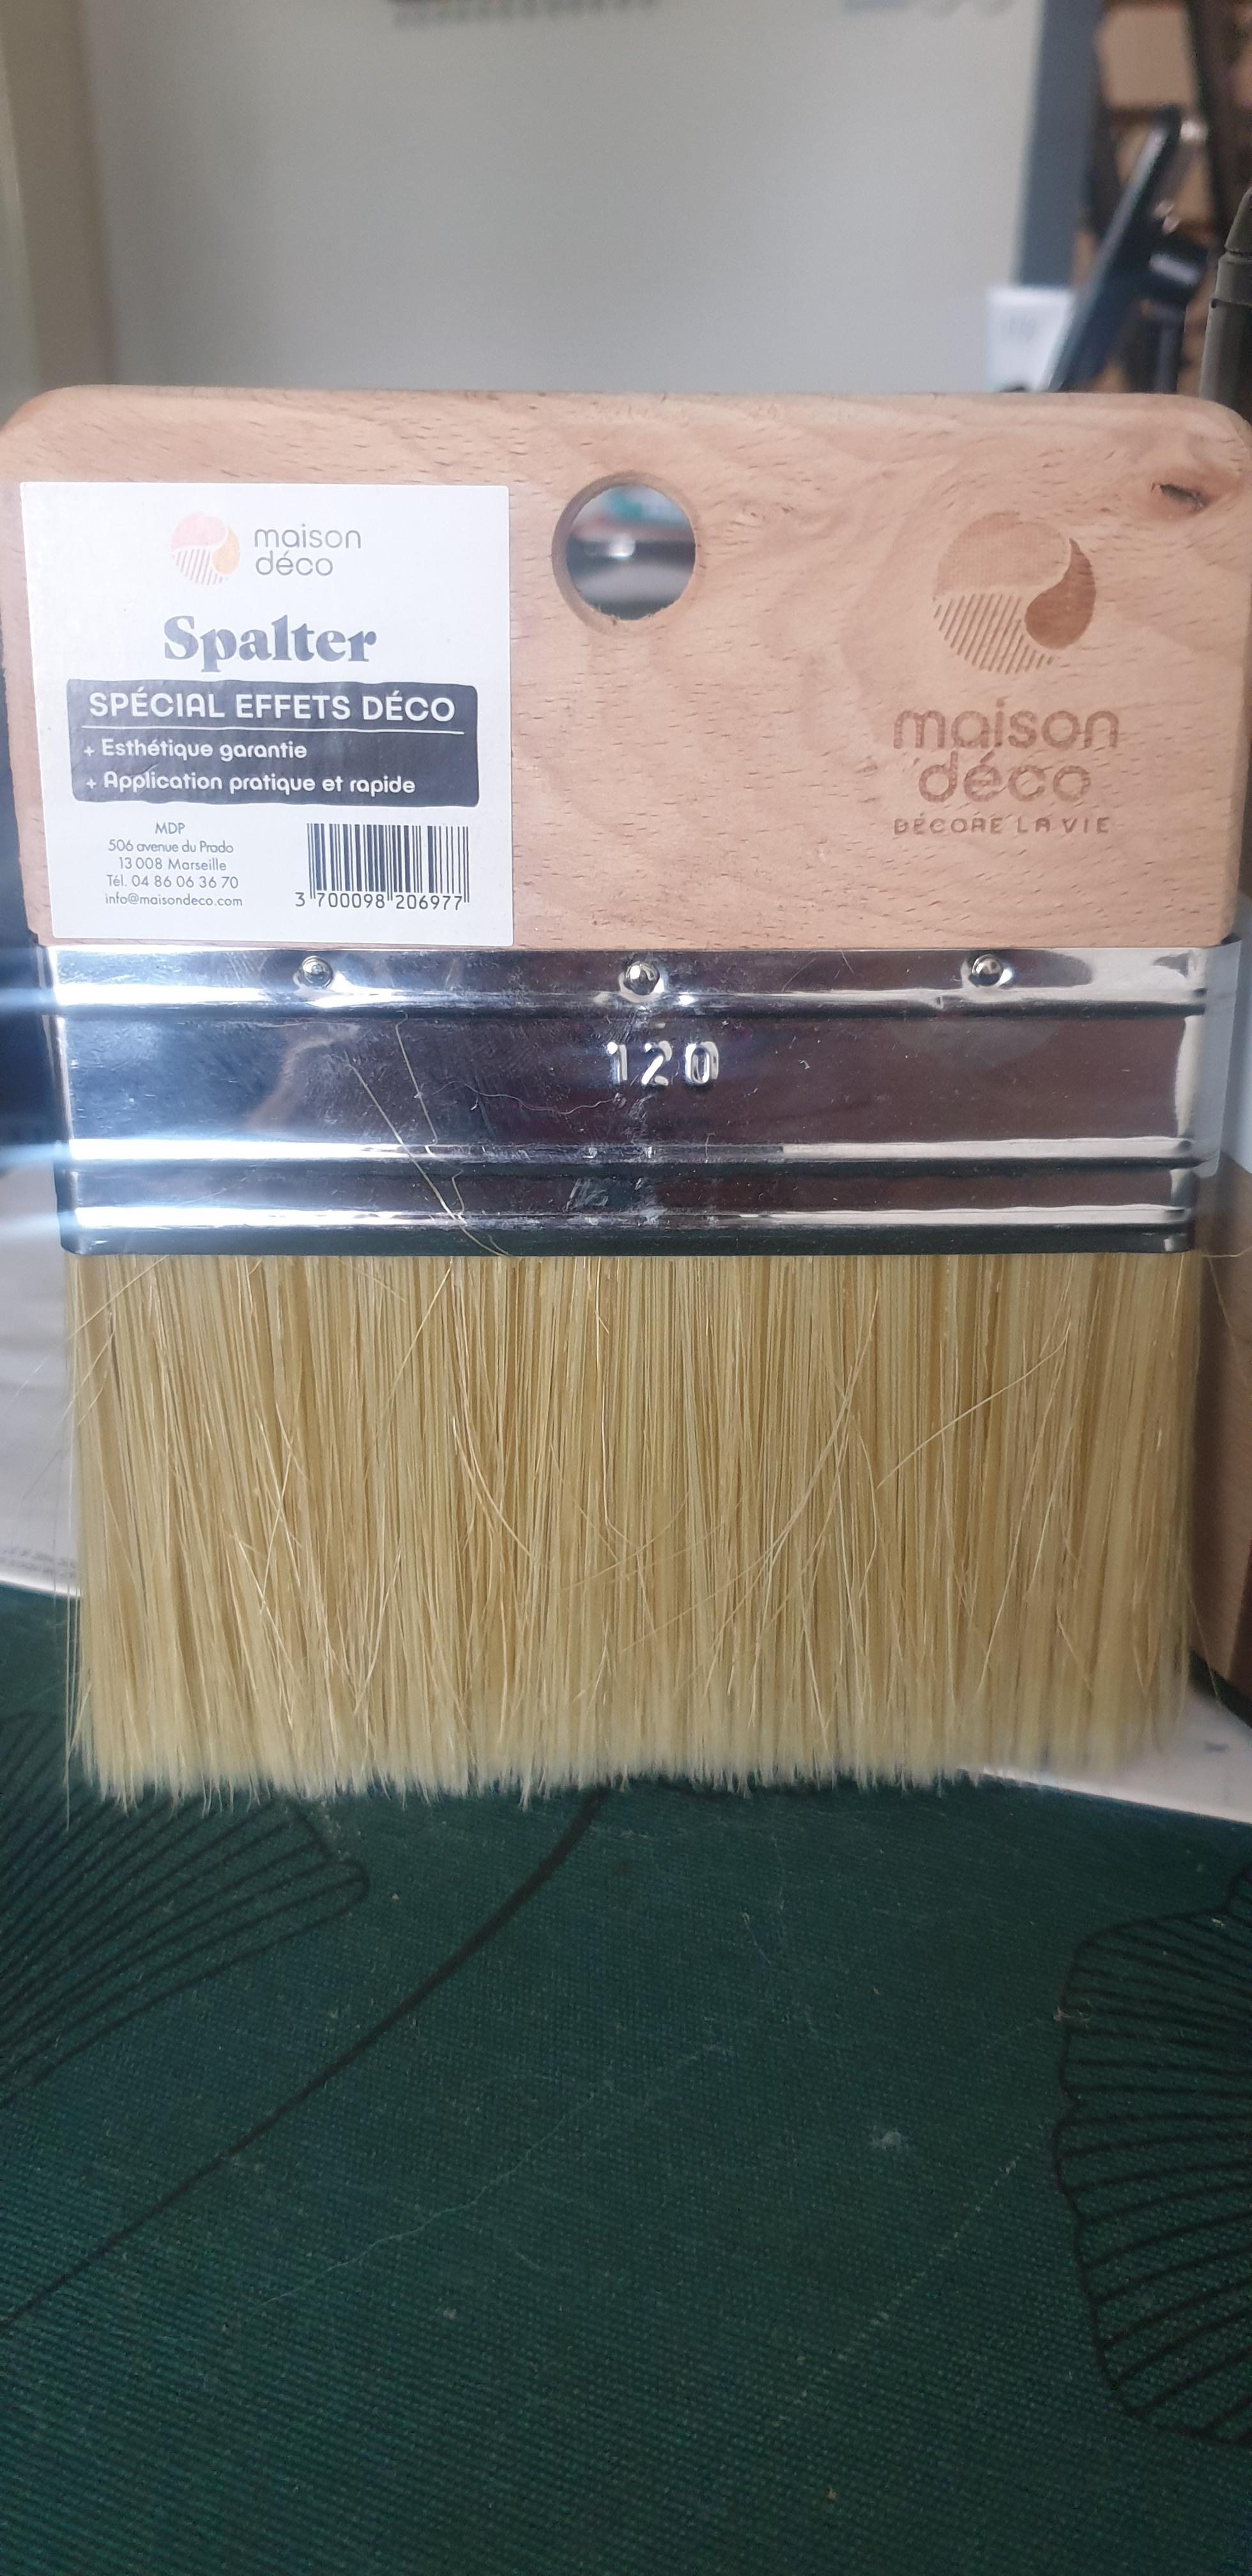 maison
déco
Spalter
SPÉCIAL EFFETS DÉCO
+ Esthétique garantie
+ Application pratique et rapide
MDP
506 avenue du Prado
13 008 Marseille
Tél. 04 86 06 36 70
info@maisondeco.com
3 700098 206977
maison
déco
DÉCORE LA VIE
120